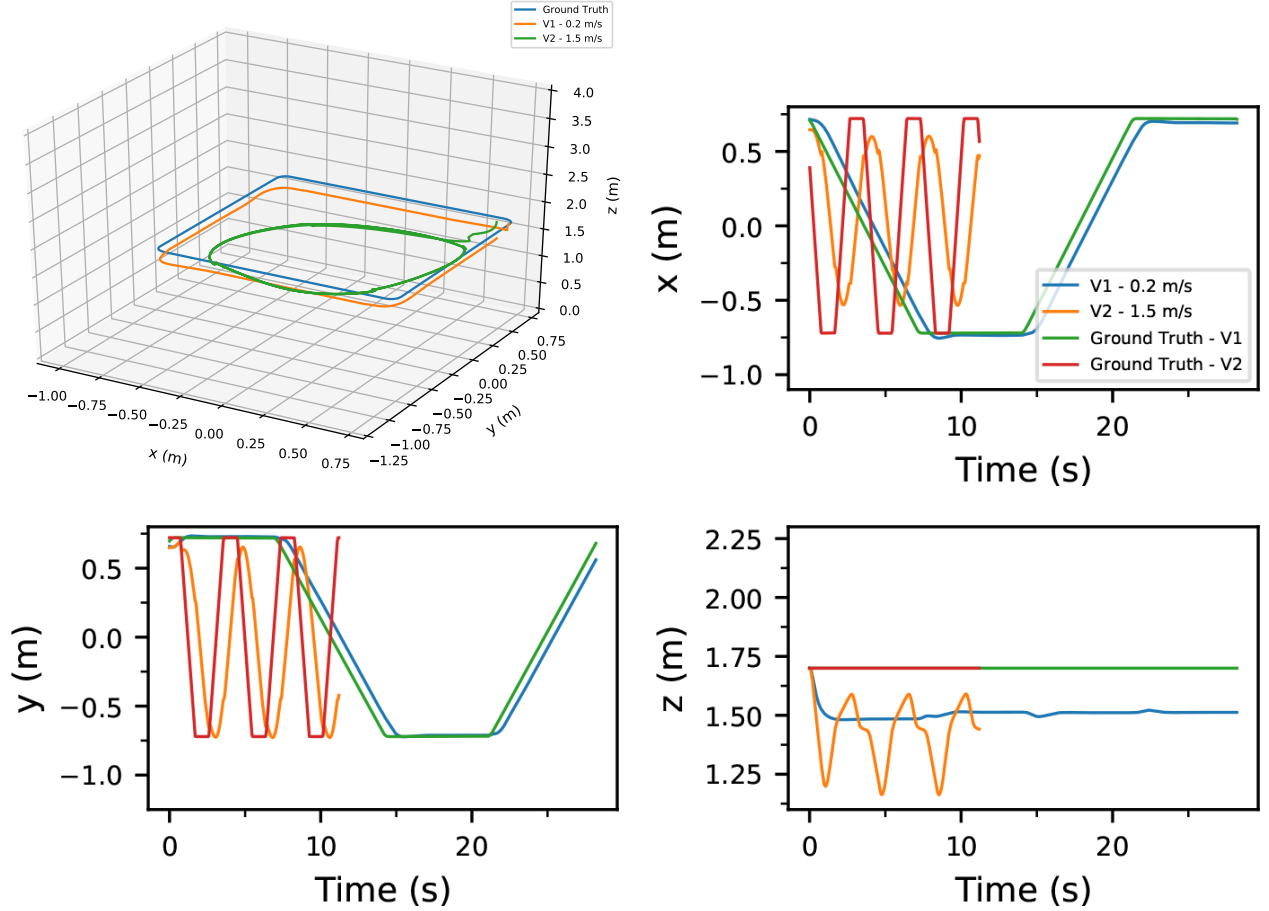 Ground Truth
V1 - 0.2 m/s
V2 - 1.5 m/s
4.0
3.5
3.0
2.5
2.0
1.5
1.0
0.5
0.0
z (m)
−1.00
−0.75
−0.50
−0.25
0.00
0.25
0.50
0.75
x (m)
−1.25
−1.00
−0.75
−0.50
−0.25
0.00
0.25
0.50
0.75
y (m)
0.5
0.0
−0.5
−1.0
x (m)
V1 - 0.2 m/s
V2 - 1.5 m/s
Ground Truth - V1
Ground Truth - V2
0 10 20
Time (s)
0.5
0.0
−0.5
−1.0
y (m)
0 10 20
Time (s)
2.25
2.00
1.75
1.50
1.25
z (m)
0 10 20
Time (s)